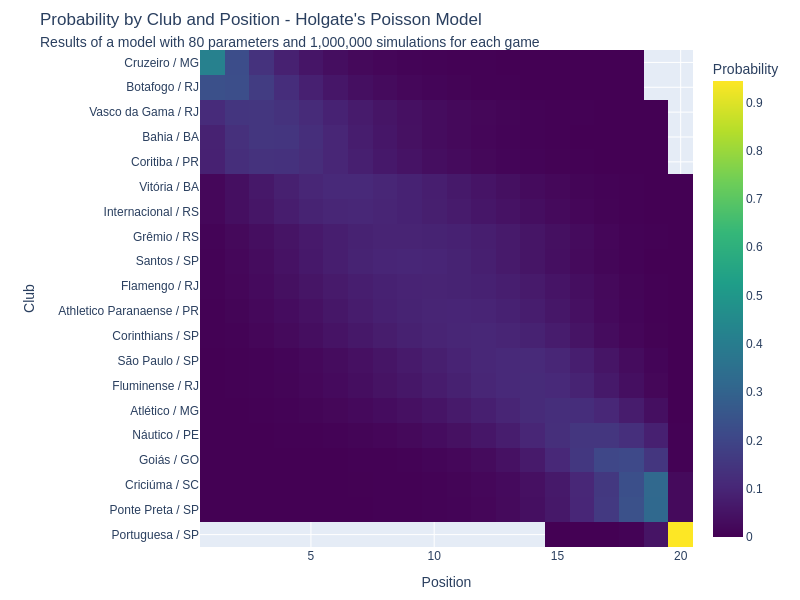 Probability by Club and Position - Holgate's Poisson Model
Results of a model with 80 parameters and 1,000,000 simulations for each game
Cruzeiro / MG
Botafogo / RJ
Vasco da Gama / RJ
Bahia / BA
Coritiba / PR
Vitória / BA
Internacional / RS
Grêmio / RS
Santos / SP
Flamengo / RJ
Athletico Paranaense / PR
Corinthians / SP
São Paulo / SP
Fluminense / RJ
Atlético / MG
Náutico / PE
Goiás / GO
Criciúma / SC
Ponte Preta / SP
Portuguesa / SP
Club
5
10
15
20
Position
Probability
0.9
0.8
0.7
0.6
0.5
0.4
0.3
0.2
0.1
0